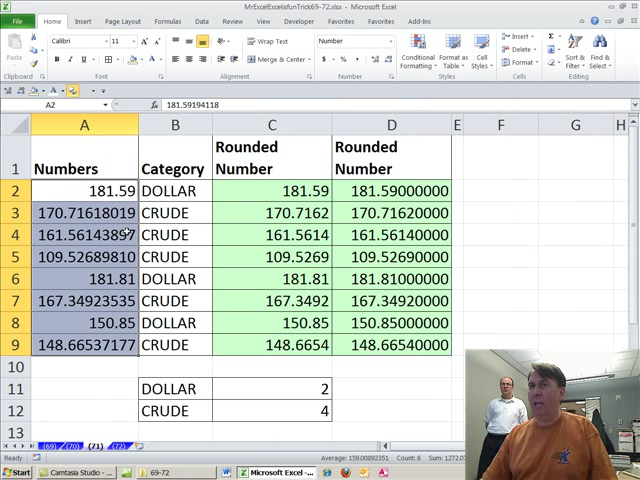 MrExcelExcelisfunTrick69-72.xlsx - Microsoft Excel
File Home Insert Page Layout Formulas Data Review View Developer Favorites Add-Ins
Calibri 11 Wrap Text Number Insert
Paste Merge & Center Conditional Formatting Format as Table Cell Styles Delete Format Sort & Filter Find & Select
Clipboard Font Alignment Number Styles Cells Editing
A2 fx 181.59194118
A B C D E F G H
1 Numbers Category Rounded Number Rounded Number
2 181.59 DOLLAR 181.59 181.59000000
3 170.71618019 CRUDE 170.7162 170.71620000
4 161.56143897 CRUDE 161.5614 161.56140000
5 109.52689810 CRUDE 109.5269 109.52690000
6 181.81 DOLLAR 181.81 181.81000000
7 167.34923535 CRUDE 167.3492 167.34920000
8 150.85 DOLLAR 150.85 150.85000000
9 148.66537177 CRUDE 148.6654 148.66540000
10
11 DOLLAR 2
12 CRUDE 4
13
(69) (70) (71) (72)
Average: 159.00892351 Count: 8 Sum: 1272.07
Start Camtasia Studio - ... 69-72 Microsoft Excel - ...